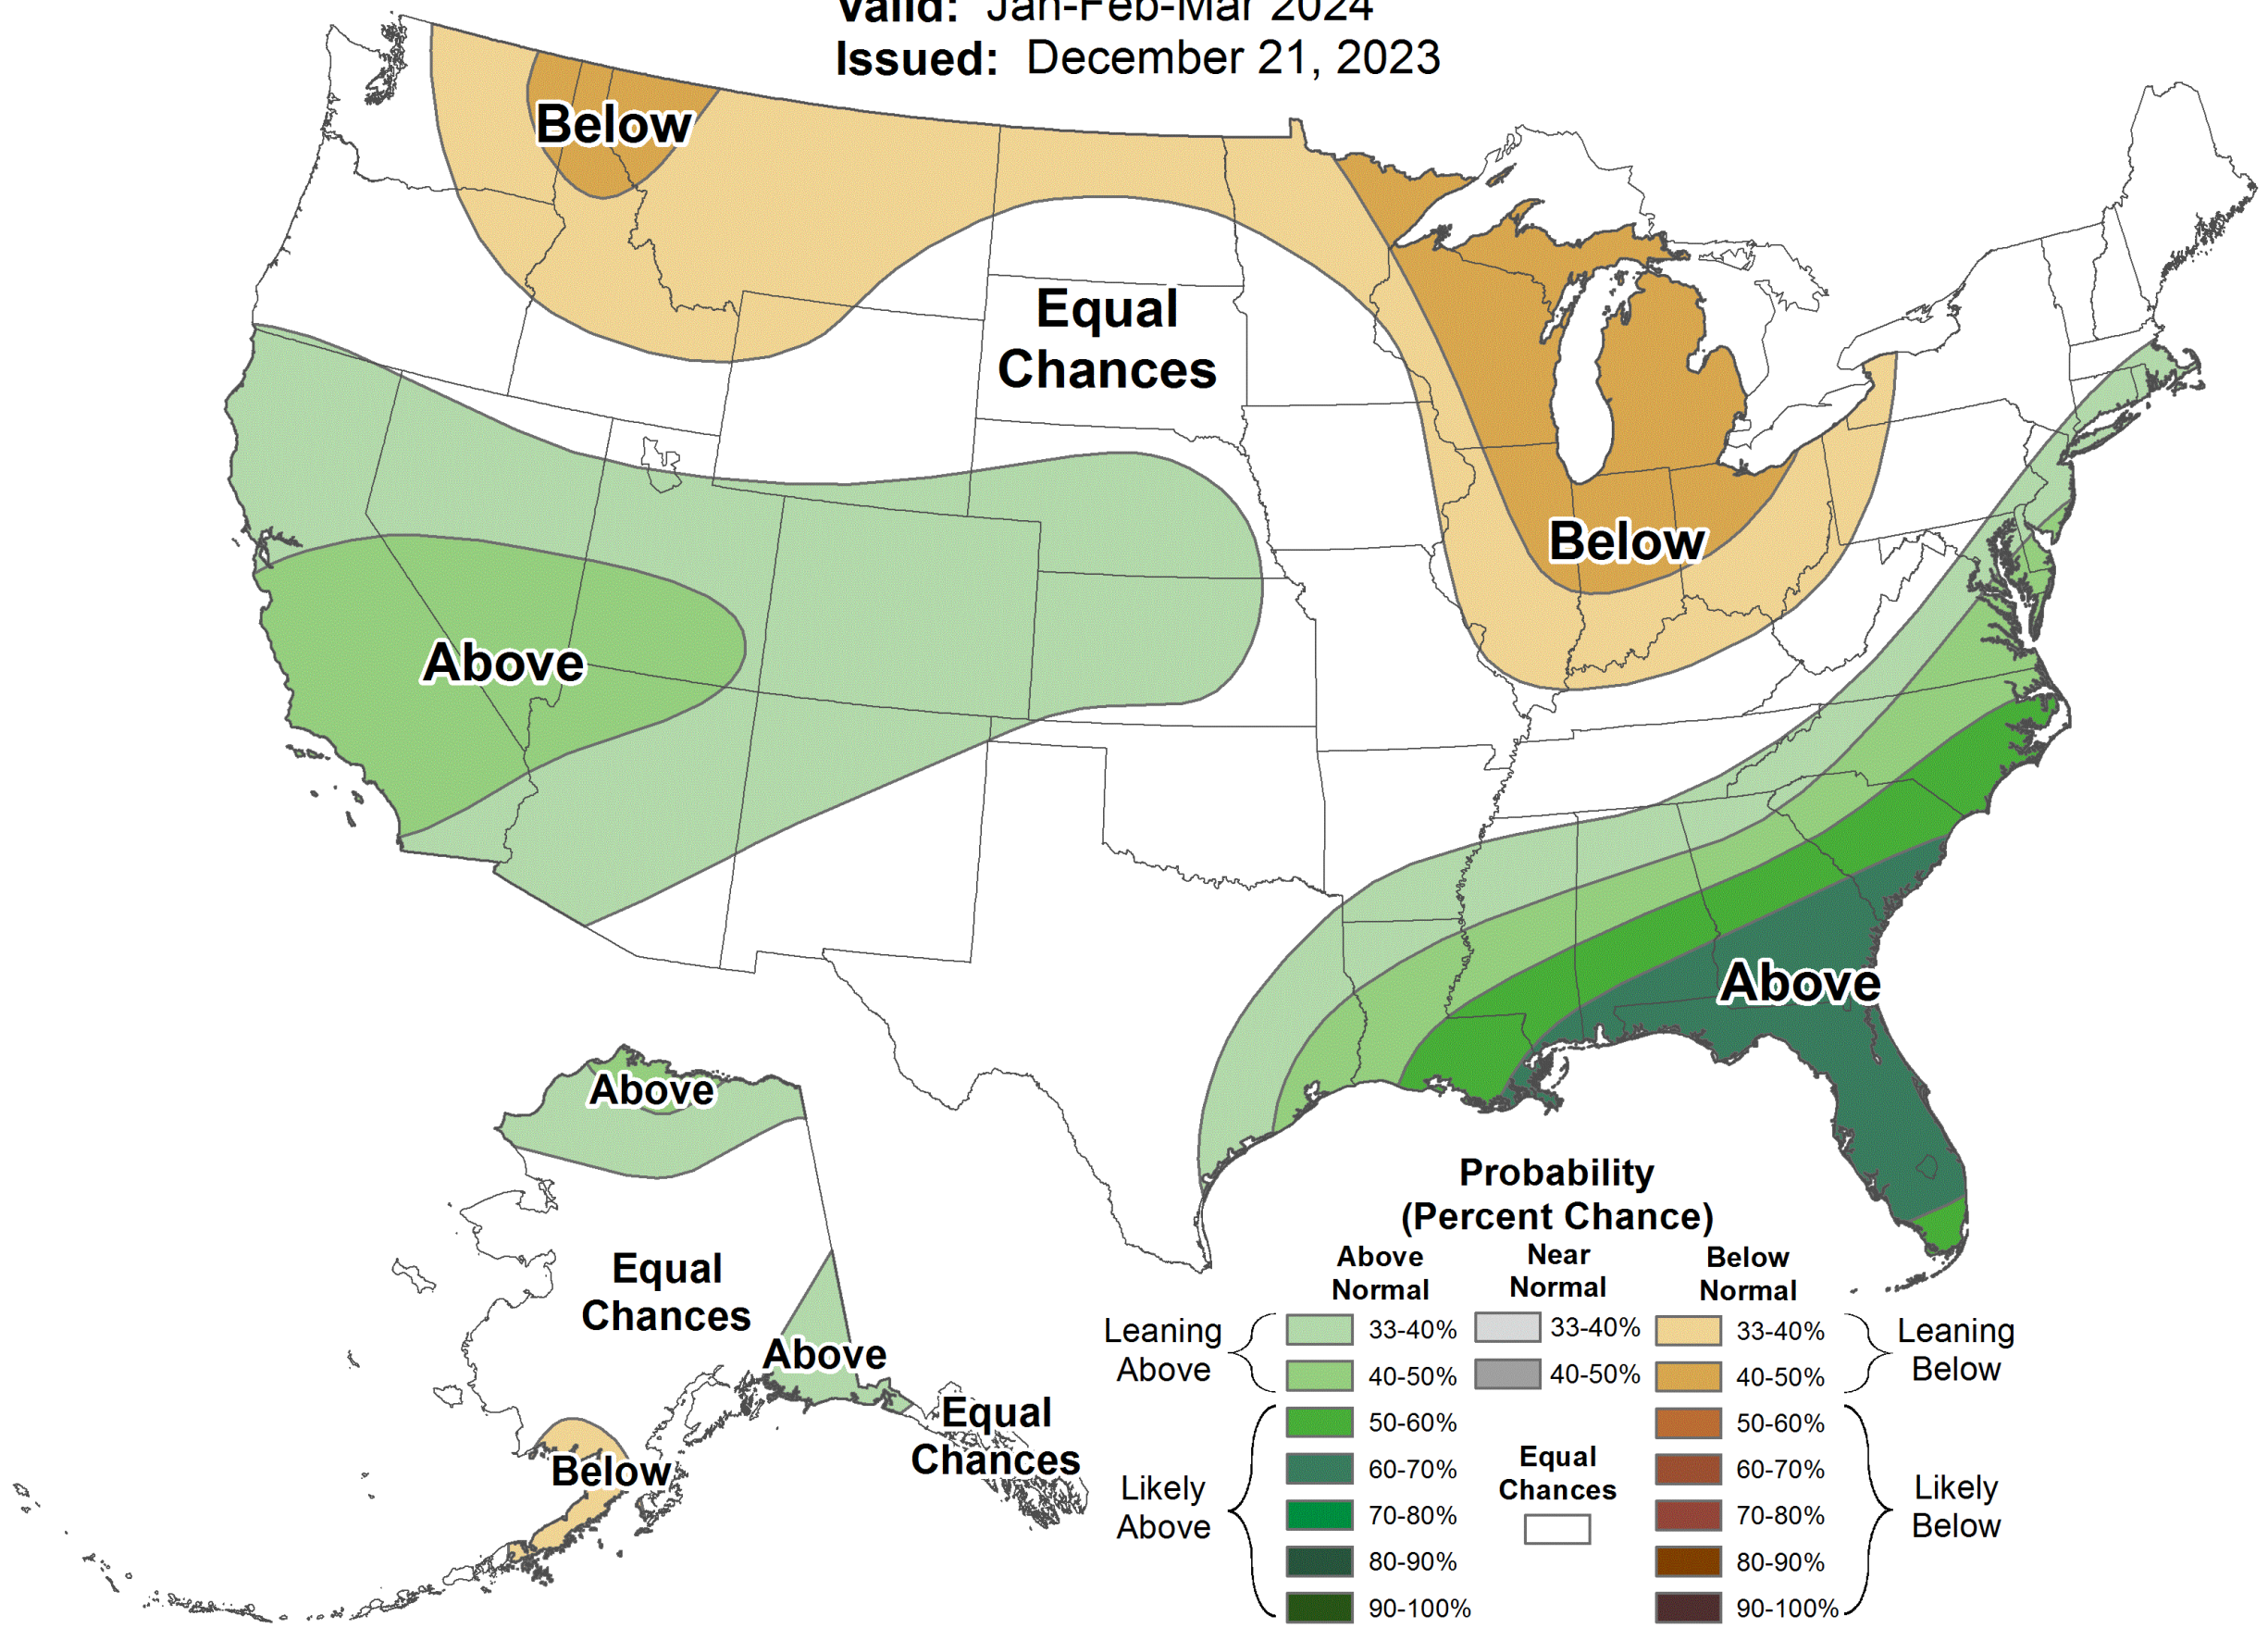 Valid: Jan-Feb-Mar 2024
Issued: December 21, 2023
Below
Equal
Chances
Below
Above
Above
Above
Equal
Chances
Above
Equal
Chances
Below
Probability
(Percent Chance)
Above
Normal
Near
Normal
Below
Normal
Leaning
Above
33-40%
40-50%
33-40%
40-50%
33-40%
40-50%
Leaning
Below
Likely
Above
50-60%
60-70%
70-80%
80-90%
90-100%
Equal
Chances
50-60%
60-70%
70-80%
80-90%
90-100%
Likely
Below